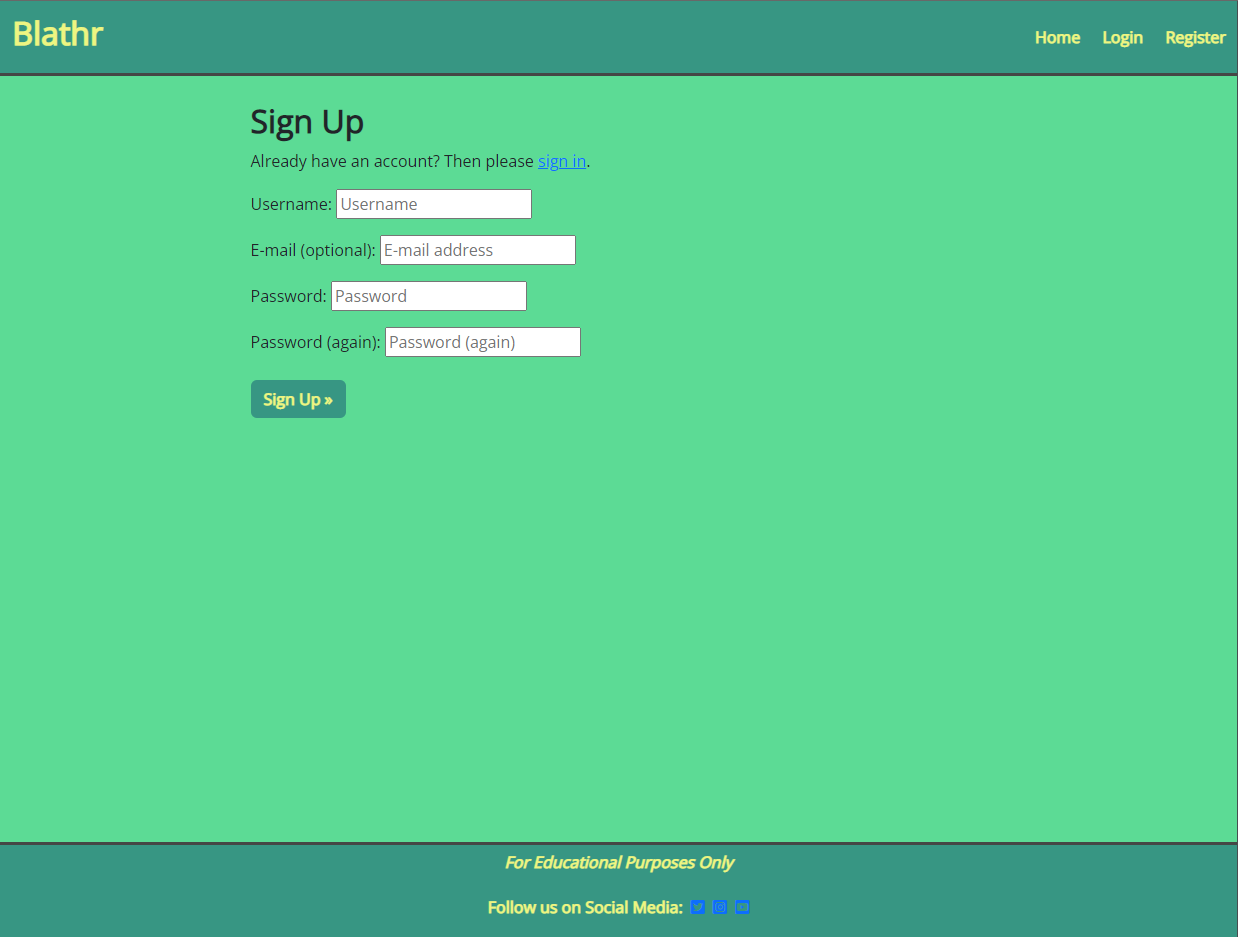 Blathr
Home Login Register
Sign Up
Already have an account? Then please sign in.
Username: Username
E-mail (optional): E-mail address
Password: Password
Password (again): Password (again)
Sign Up »
For Educational Purposes Only
Follow us on Social Media: